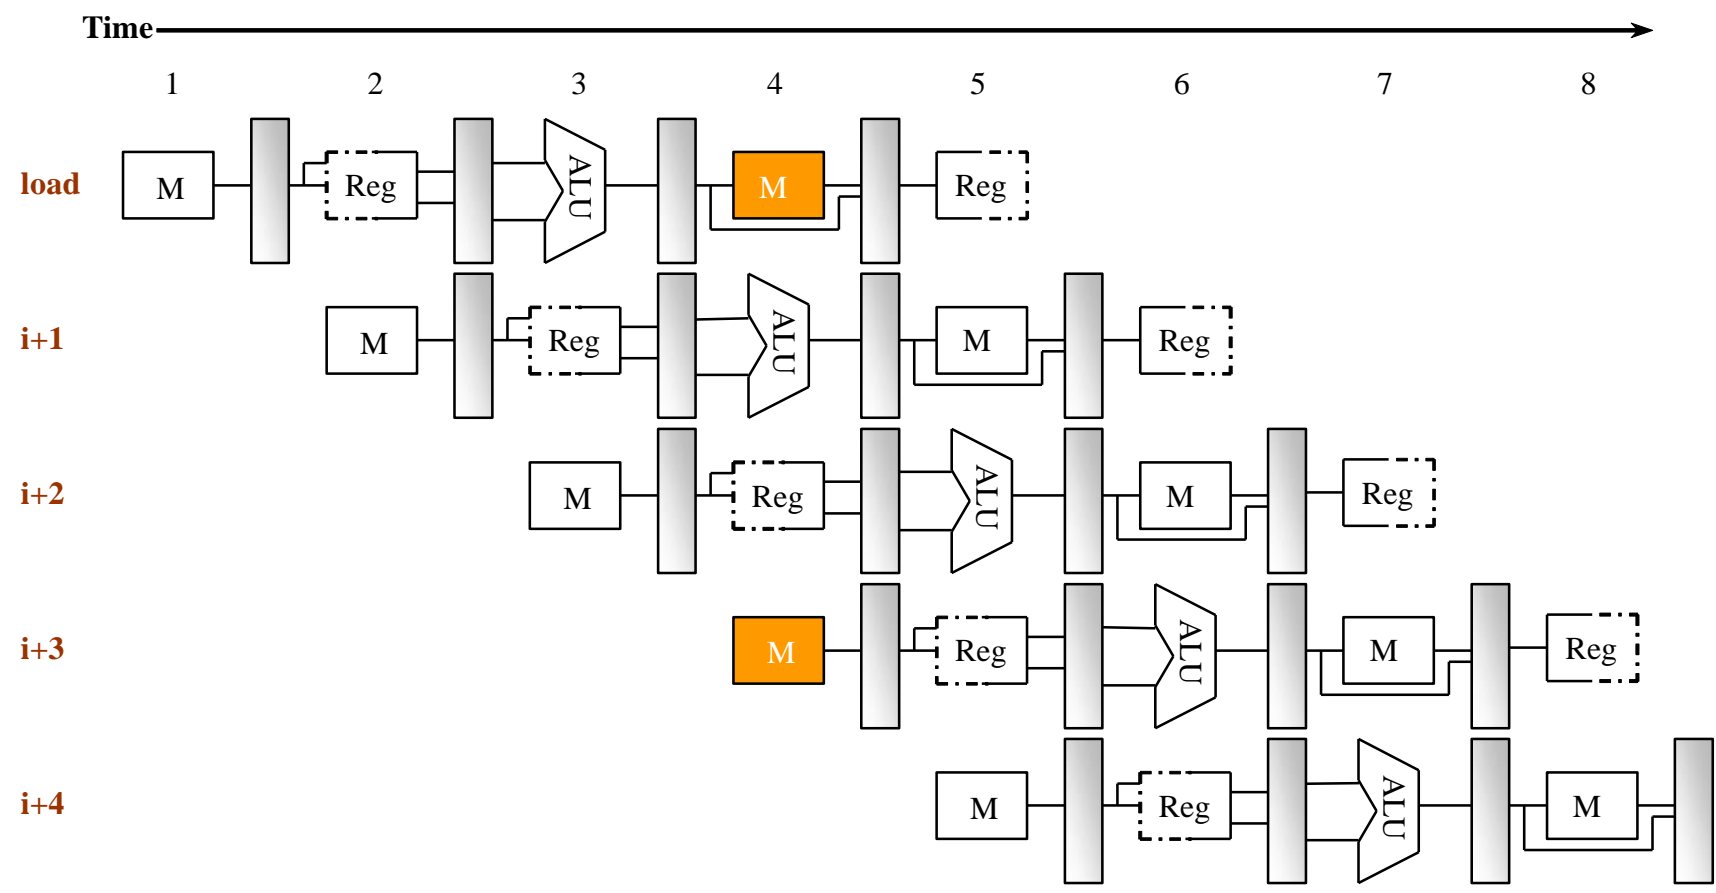 Time
1 2 3 4 5 6 7 8
load M Reg ALU M Reg
i+1 M Reg ALU M Reg
i+2 M Reg ALU M Reg
i+3 M Reg ALU M Reg
i+4 M Reg ALU M